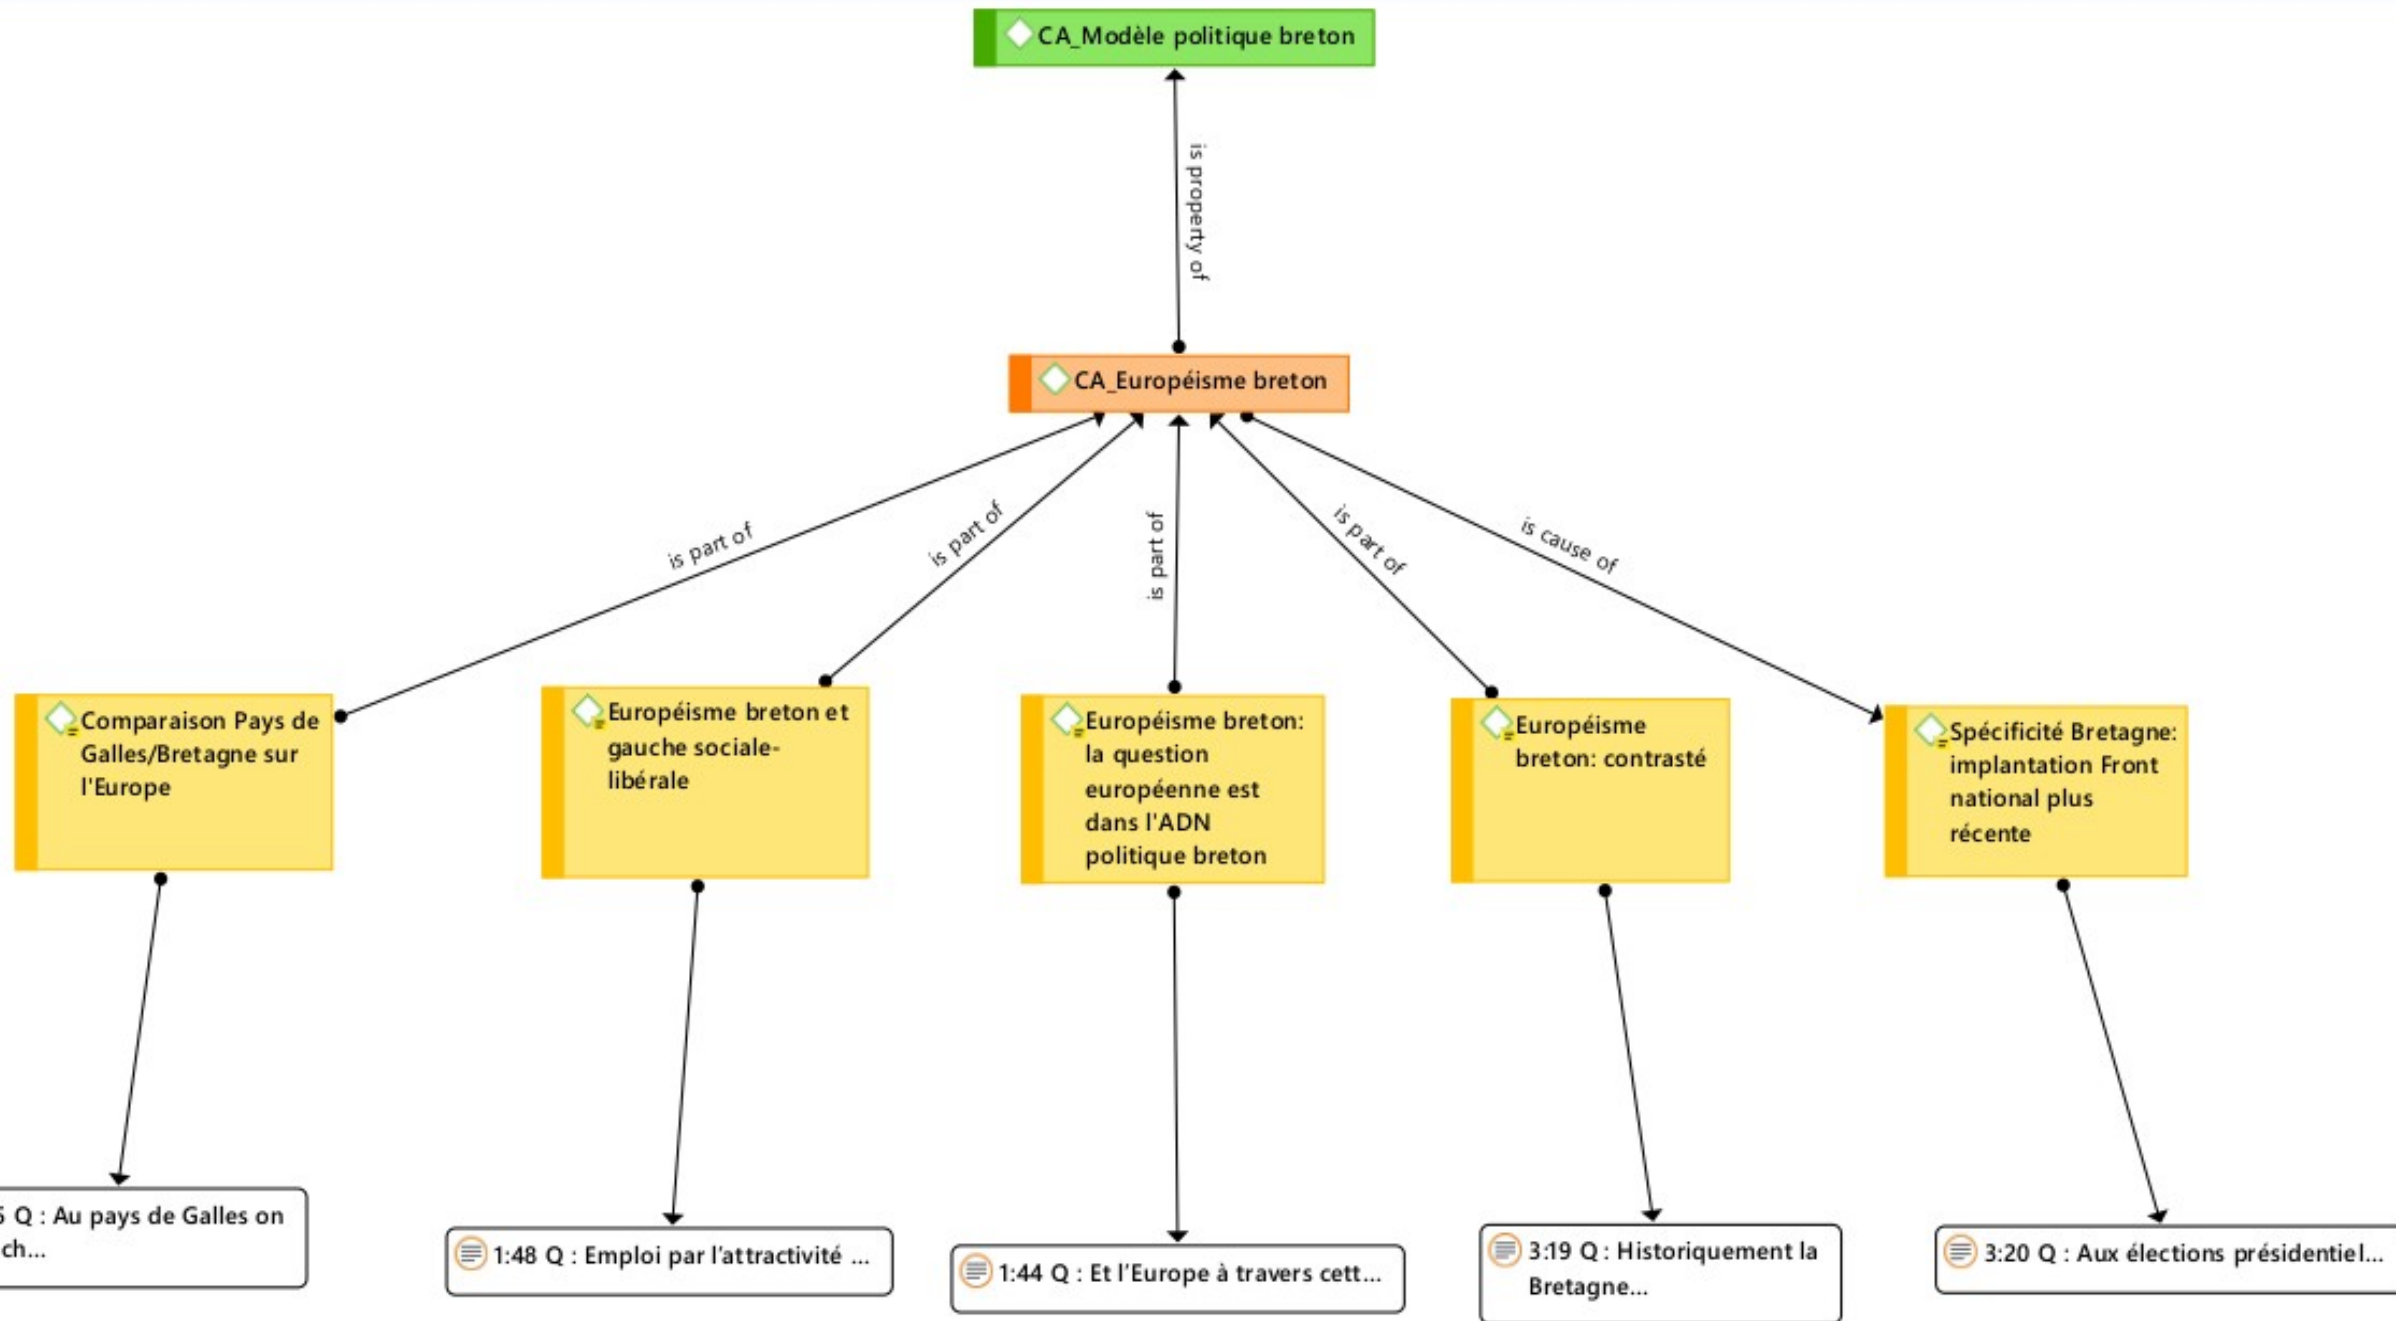 CA_Modèle politique breton
is property of
CA_Européisme breton
is part of
is part of
is part of
is part of
is cause of
Comparaison Pays de
Galles/Bretagne sur
l'Europe
Européisme breton et
gauche sociale-
libérale
Européisme breton:
la question
européenne est
dans l'ADN
politique breton
Européisme
breton: contrasté
Spécificité Bretagne:
implantation Front
national plus
récente
Q : Au pays de Galles on
ch...
1:48 Q : Emploi par l'attractivité ...
1:44 Q : Et l'Europe à travers cett...
3:19 Q : Historiquement la
Bretagne...
3:20 Q : Aux élections présidentiel...